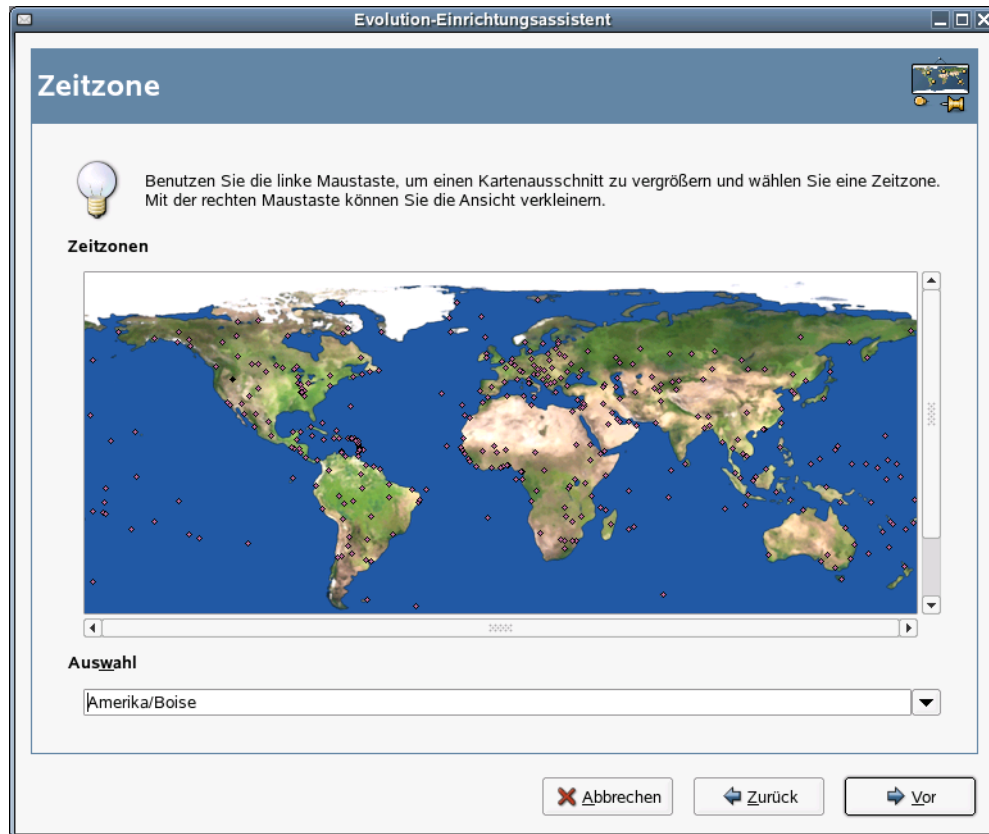 Evolution-Einrichtungsassistent
Zeitzone
Benutzen Sie die linke Maustaste, um einen Kartenausschnitt zu vergrößern und wählen Sie eine Zeitzone.
Mit der rechten Maustaste können Sie die Ansicht verkleinern.
Zeitzonen
Auswahl
Amerika/Boise
Abbrechen
Zurück
Vor